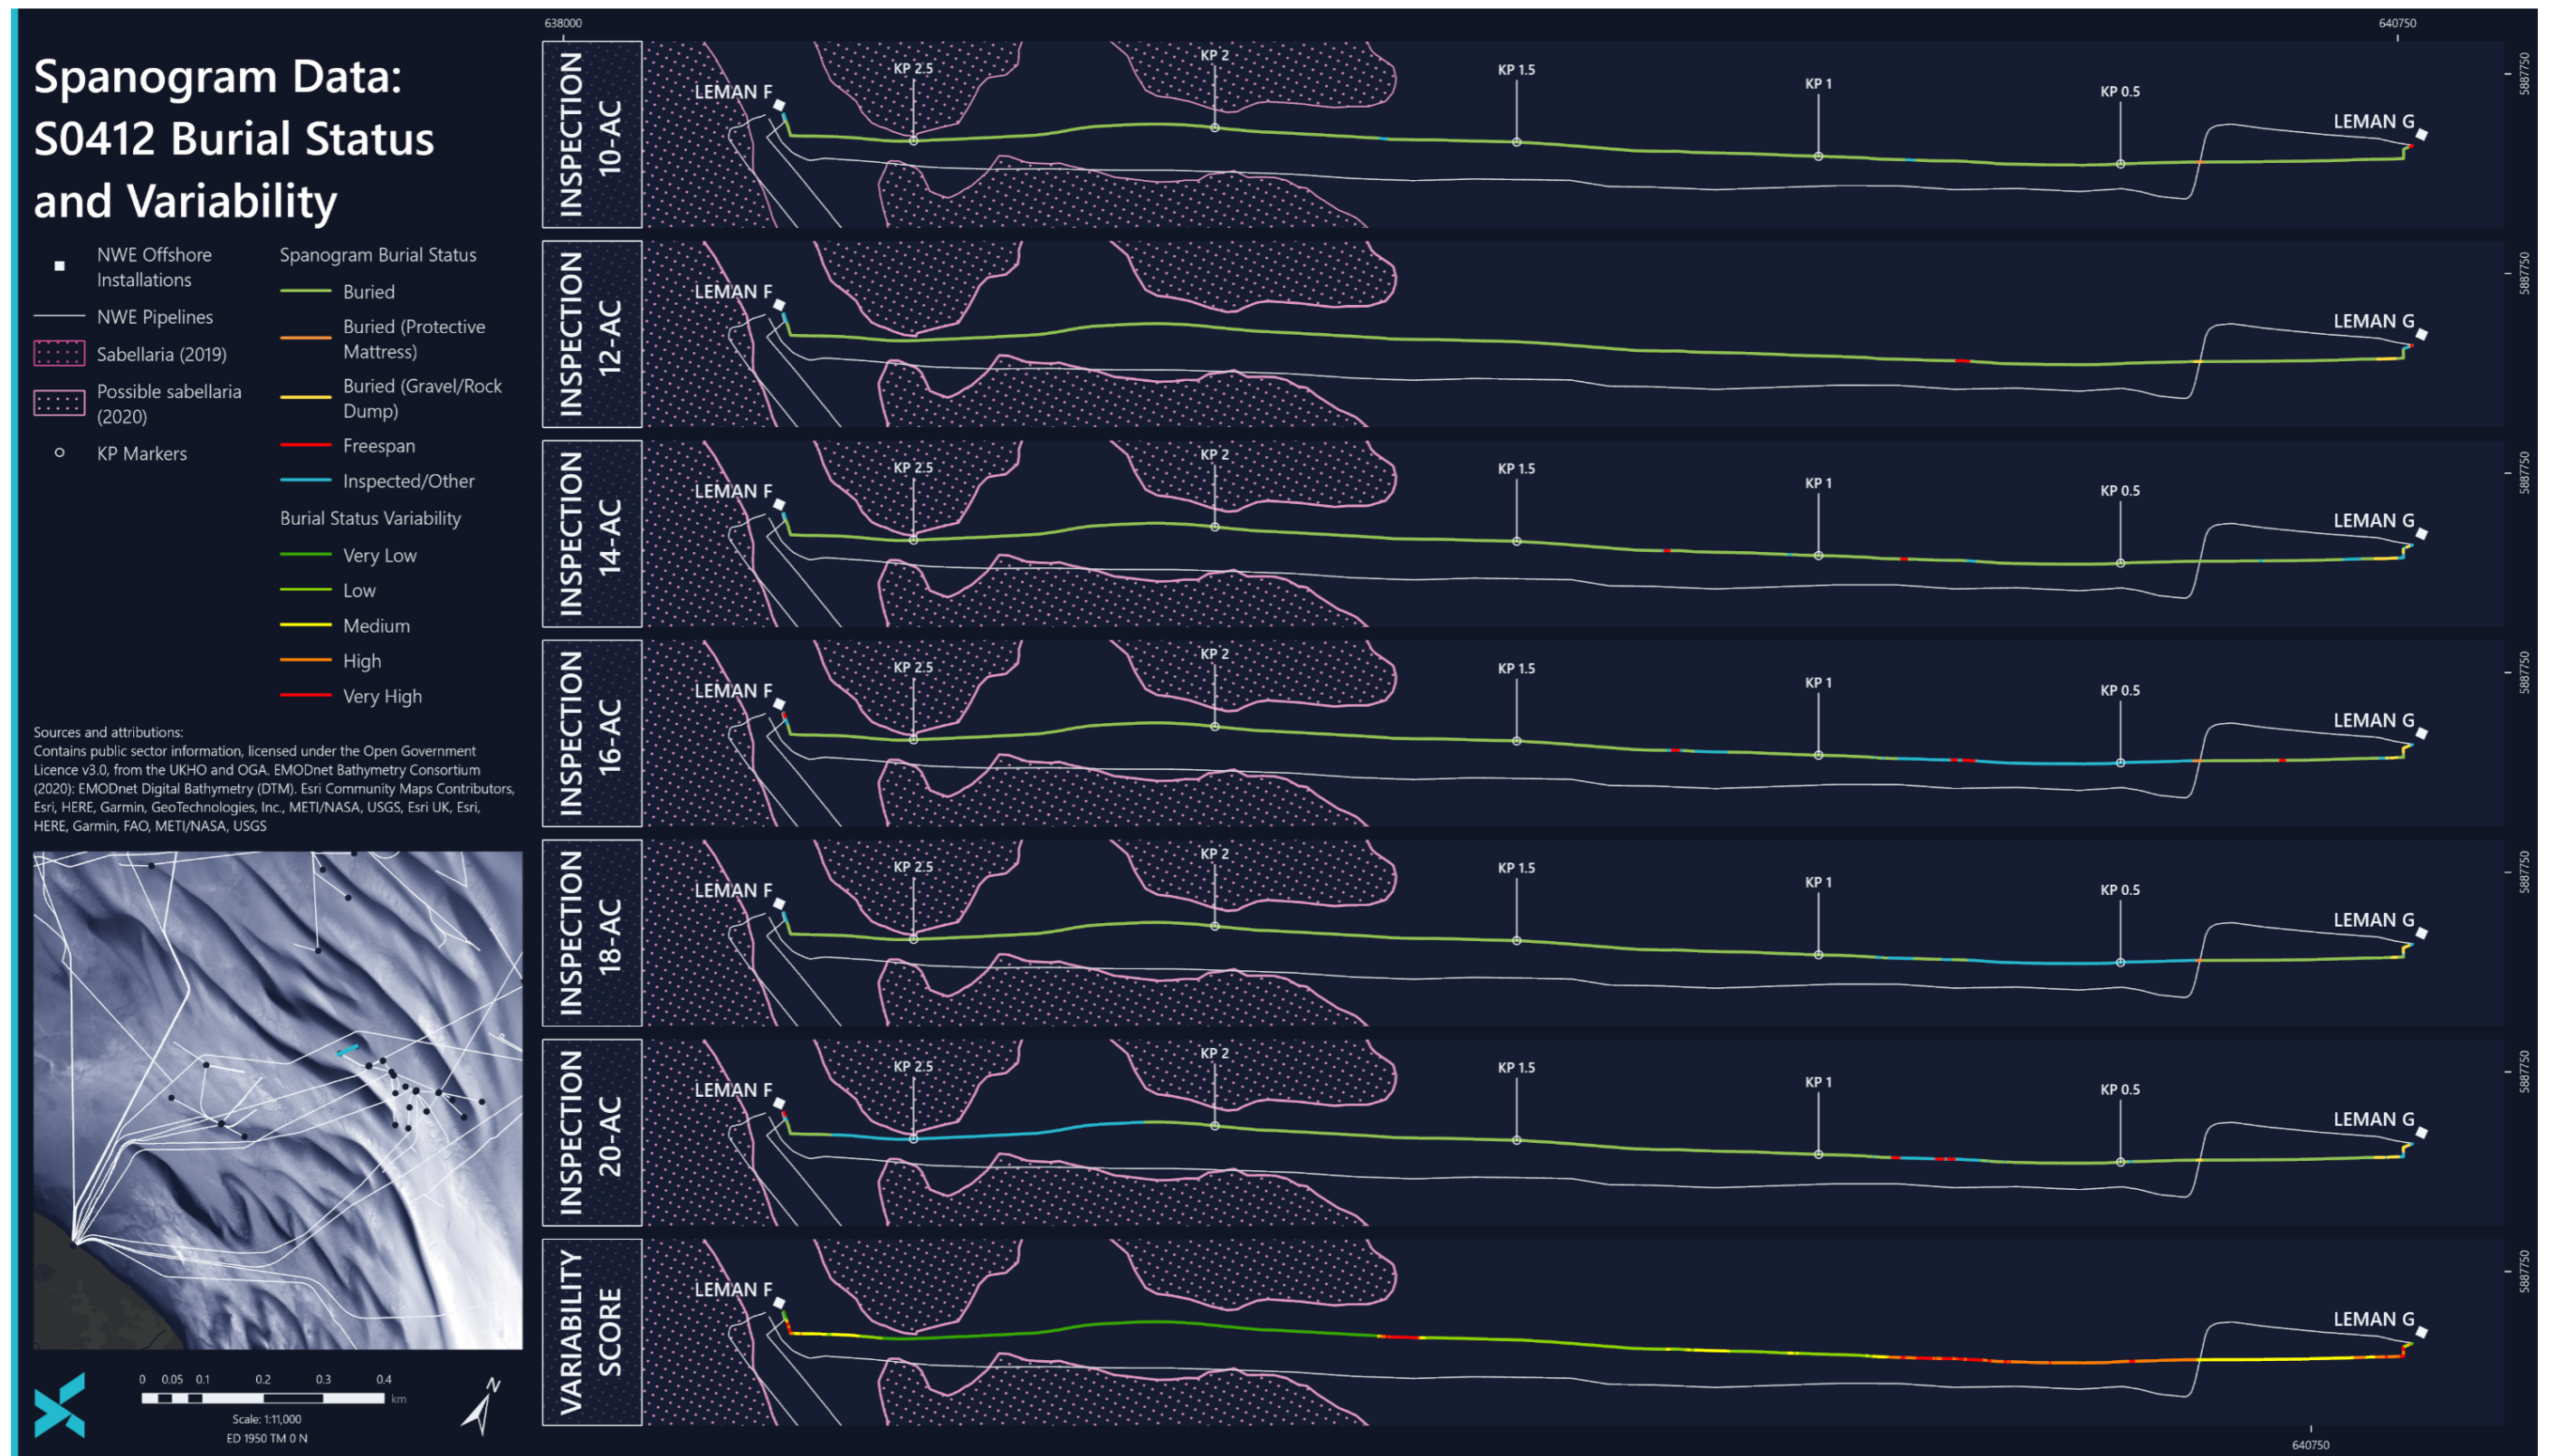 Spanogram Data:
S0412 Burial Status
and Variability
NWE Offshore
Installations
NWE Pipelines
Sabellaria (2019)
Possible sabellaria
(2020)
KP Markers
Spanogram Burial Status
Buried
Buried (Protective
Mattress)
Buried (Gravel/Rock
Dump)
Freespan
Inspected/Other
Burial Status Variability
Very Low
Low
Medium
High
Very High
Sources and attributions:
Contains public sector information, licensed under the Open Government
Licence v3.0, from the UKHO and OGA. EMODnet Bathymetry Consortium
(2020): EMODnet Digital Bathymetry (DTM). Esri Community Maps Contributors,
Esri, HERE, Garmin, GeoTechnologies, Inc., METI/NASA, USGS, Esri UK, Esri,
HERE, Garmin, FAO, METI/NASA, USGS
0 0.05 0.1 0.2 0.3 0.4
km
Scale: 1:11,000
ED 1950 TM 0 N
N
638000
640750
INSPECTION
10-AC
LEMAN F
KP 2.5
KP 2
KP 1.5
KP 1
KP 0.5
LEMAN G
5887750
INSPECTION
12-AC
LEMAN F
LEMAN G
5887750
INSPECTION
14-AC
LEMAN F
KP 2.5
KP 2
KP 1.5
KP 1
KP 0.5
LEMAN G
5887750
INSPECTION
16-AC
LEMAN F
KP 2.5
KP 2
KP 1.5
KP 1
KP 0.5
LEMAN G
5887750
INSPECTION
18-AC
LEMAN F
KP 2.5
KP 2
KP 1.5
KP 1
KP 0.5
LEMAN G
5887750
INSPECTION
20-AC
LEMAN F
KP 2.5
KP 2
KP 1.5
KP 1
KP 0.5
LEMAN G
5887750
VARIABILITY
SCORE
LEMAN F
LEMAN G
5887750
640750